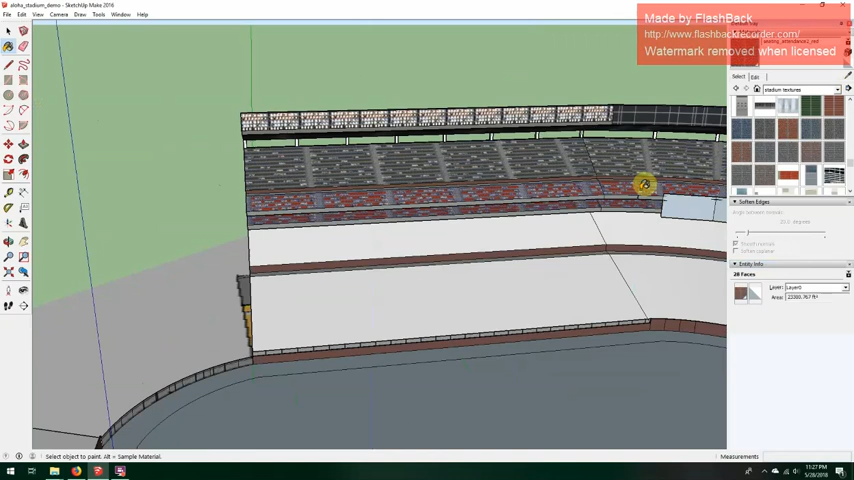 aloha_stadium_demo - SketchUp Make 2016
File Edit View Camera Draw Tools Window Help
Made by FlashBack
http://www.flashbackrecorder.com/
Watermark removed when licensed
Select Edit
stadium textures
Soften Edges
Entity Info
28 Faces
Layer: Layer0
Area:
Select object to paint. Alt = Sample Material.
Measurements
11:27 PM
5/28/2018